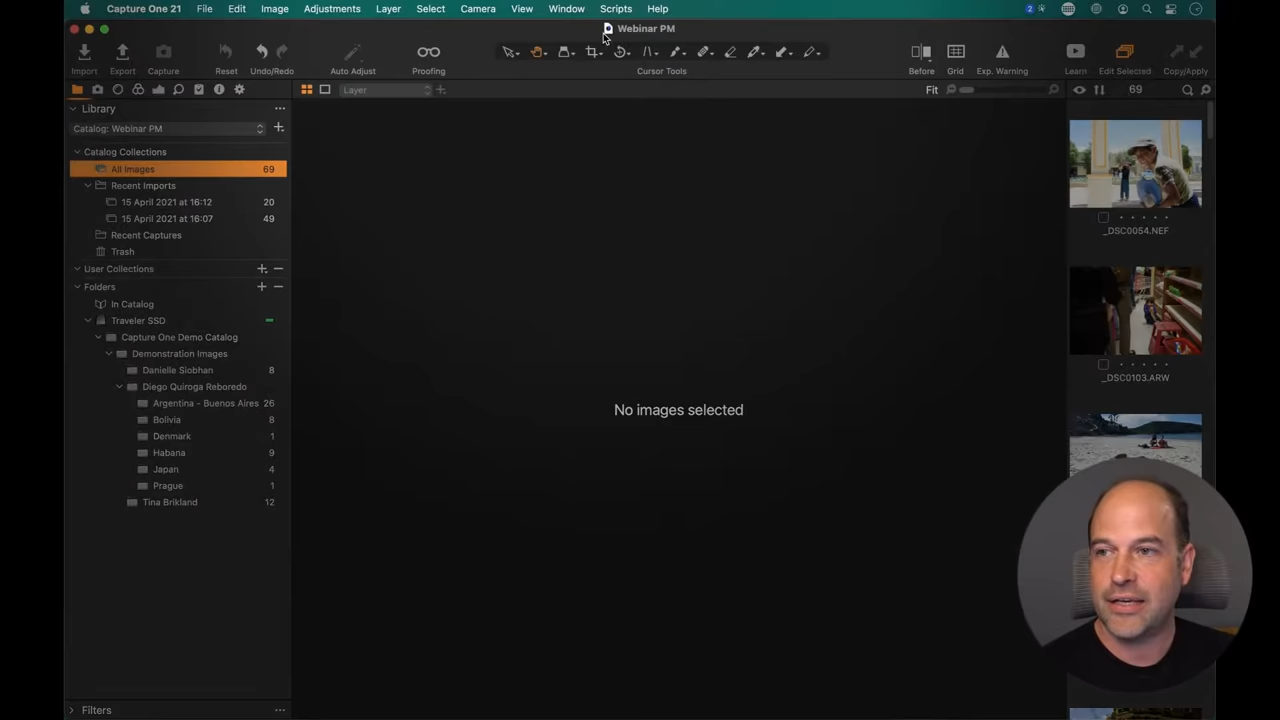 Capture One 21 File Edit Image Adjustments Layer Select Camera View Window Scripts Help 2
Webinar PM
Import Export Capture Reset Undo/Redo Auto Adjust Proofing Cursor Tools Before Grid Exp. Warning Learn Edit Selected Copy/Apply
Library
Layer
Fit
69
Catalog: Webinar PM
Catalog Collections
All Images 69
Recent Imports
15 April 2021 at 16:12 20
15 April 2021 at 16:07 49
Recent Captures
Trash
User Collections
Folders
In Catalog
Traveler SSD
Capture One Demo Catalog
Demonstration Images
Danielle Siobhan 8
Diego Quiroga Reboredo
Argentina - Buenos Aires 26
Bolivia 8
Denmark 1
Habana 9
Japan 4
Prague 1
Tina Brikland 12
Filters
No images selected
_DSC0054.NEF
_DSC0103.ARW